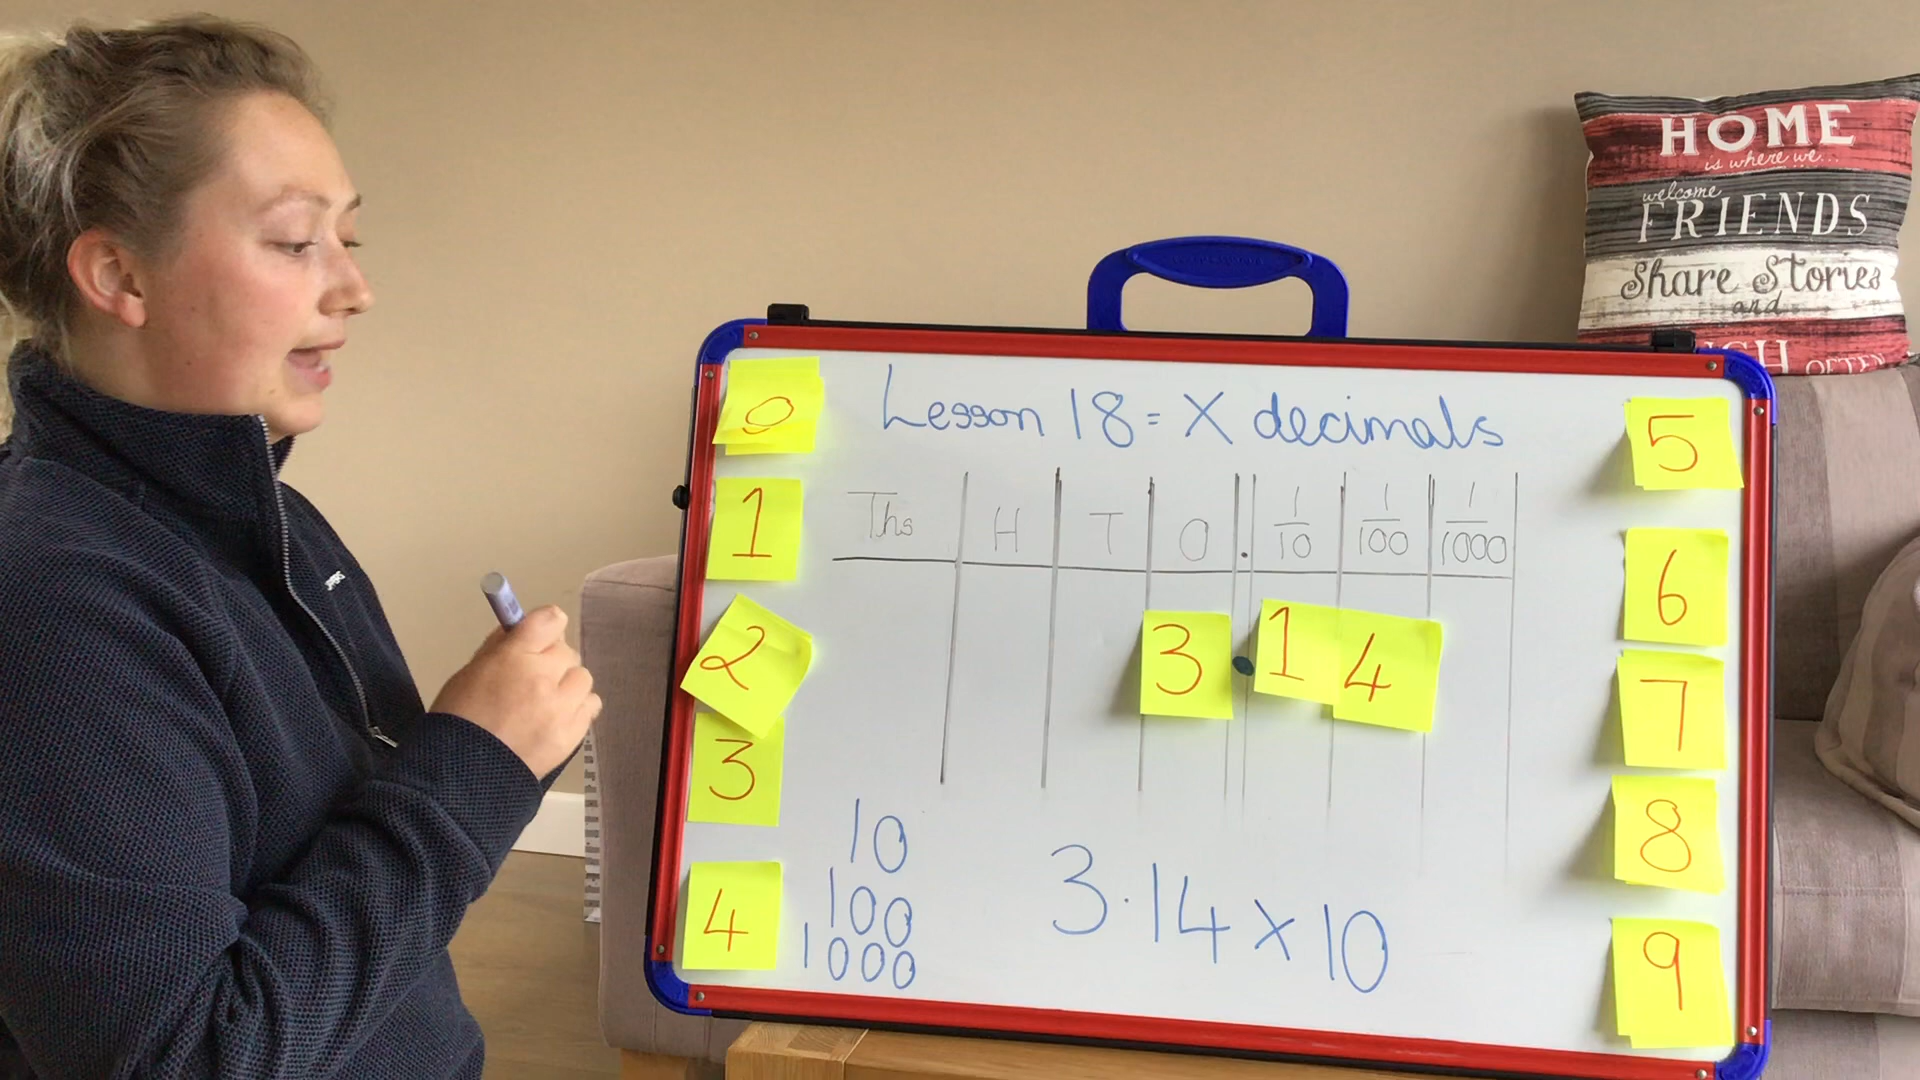 Lesson 18 = X decimals
Ths H T O . 1/10 1/100 1/1000
3 . 1 4
3.14 x 10
10
100
1000
0
1
2
3
4
5
6
7
8
9
HOME
is where we...
welcome
FRIENDS
Share Stories
and
OFTEN